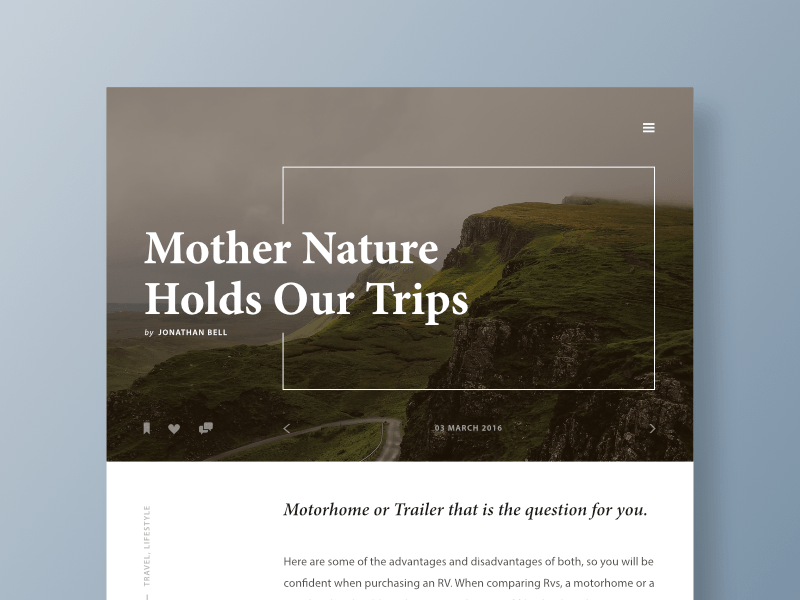 Mother Nature
Holds Our Trips
by JONATHAN BELL
03 MARCH 2016
TRAVEL, LIFESTYLE
Motorhome or Trailer that is the question for you.
Here are some of the advantages and disadvantages of both, so you will be
confident when purchasing an RV. When comparing Rvs, a motorhome or a